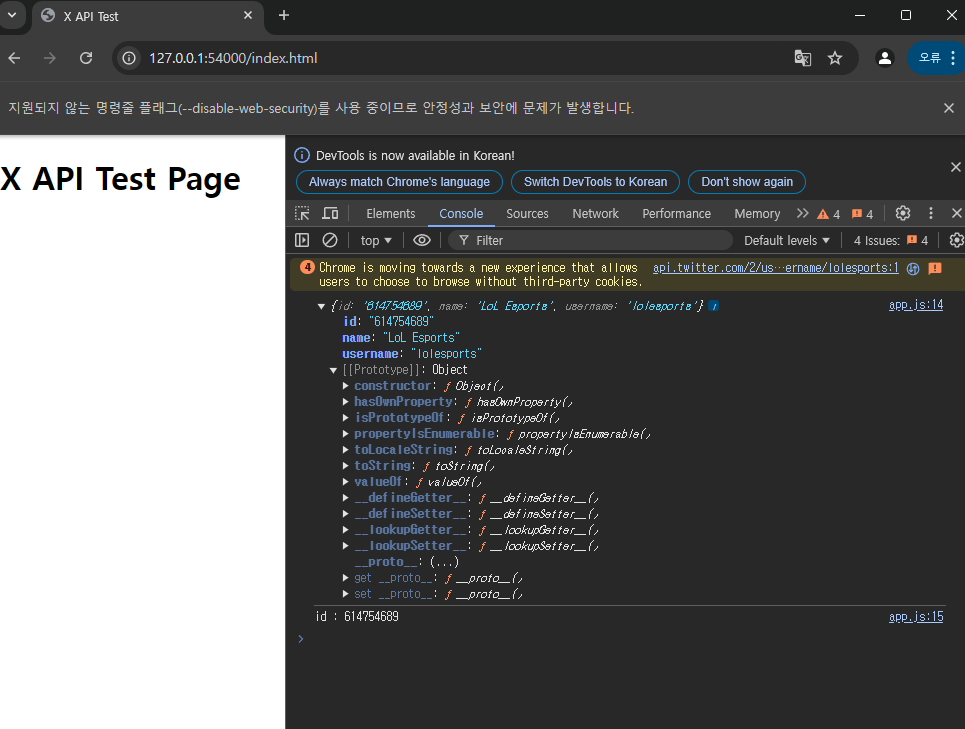 X API Test
127.0.0.1:54000/index.html
오류
지원되지 않는 명령줄 플래그(--disable-web-security)를 사용 중이므로 안정성과 보안에 문제가 발생합니다.
X API Test Page
DevTools is now available in Korean!
Always match Chrome's language Switch DevTools to Korean Don't show again
Elements Console Sources Network Performance Memory 4 4
top Filter Default levels 4 Issues: 4
4 Chrome is moving towards a new experience that allows api.twitter.com/2/us…ername/lolesports:1
users to choose to browse without third-party cookies.
{id: '614754689', name: 'LoL Esports', username: 'lolesports'} app.js:14
id: "614754689"
name: "LoL Esports"
username: "lolesports"
[[Prototype]]: Object
constructor: ƒ Object()
hasOwnProperty: ƒ hasOwnProperty()
isPrototypeOf: ƒ isPrototypeOf()
propertyIsEnumerable: ƒ propertyIsEnumerable()
toLocaleString: ƒ toLocaleString()
toString: ƒ toString()
valueOf: ƒ valueOf()
__defineGetter__: ƒ __defineGetter__()
__defineSetter__: ƒ __defineSetter__()
__lookupGetter__: ƒ __lookupGetter__()
__lookupSetter__: ƒ __lookupSetter__()
__proto__: (...)
get __proto__: ƒ __proto__()
set __proto__: ƒ __proto__()
id : 614754689 app.js:15